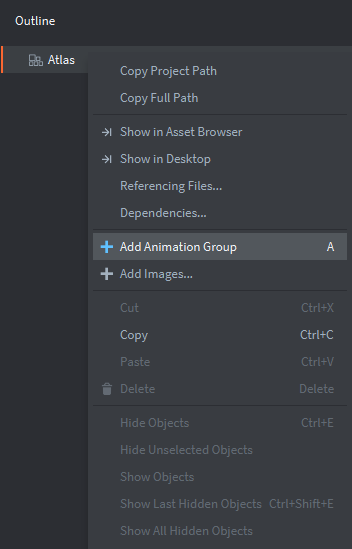 Outline
Atlas
Copy Project Path
Copy Full Path
Show in Asset Browser
Show in Desktop
Referencing Files...
Dependencies...
Add Animation Group A
Add Images...
Cut Ctrl+X
Copy Ctrl+C
Paste Ctrl+V
Delete Delete
Hide Objects Ctrl+E
Hide Unselected Objects
Show Objects
Show Last Hidden Objects Ctrl+Shift+E
Show All Hidden Objects